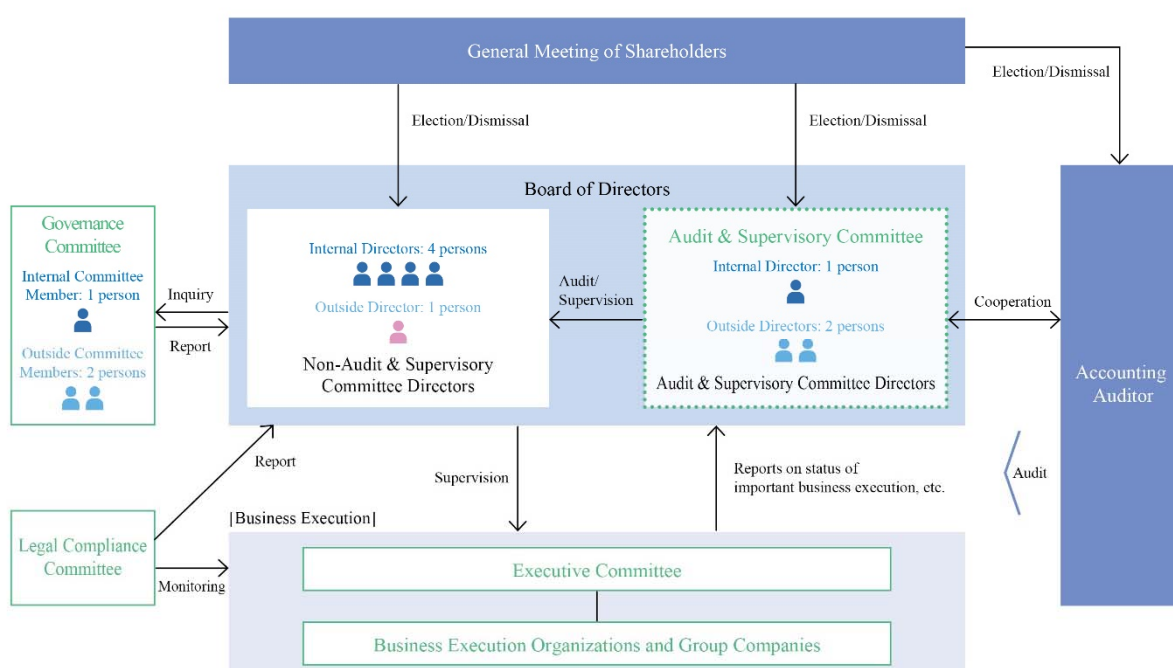 General Meeting of Shareholders
Election/Dismissal
Election/Dismissal
Election/Dismissal
Board of Directors
Governance
Committee
Internal Committee
Member: 1 person
Outside Committee
Members: 2 persons
Inquiry
Report
Internal Directors: 4 persons
Outside Director: 1 person
Non-Audit & Supervisory
Committee Directors
Audit/
Supervision
Audit & Supervisory Committee
Internal Director: 1 person
Outside Directors: 2 persons
Audit & Supervisory Committee Directors
Cooperation
Accounting
Auditor
Report
Supervision
Reports on status of
important business execution, etc.
Audit
Legal Compliance
Committee
Monitoring
[Business Execution]
Executive Committee
Business Execution Organizations and Group Companies